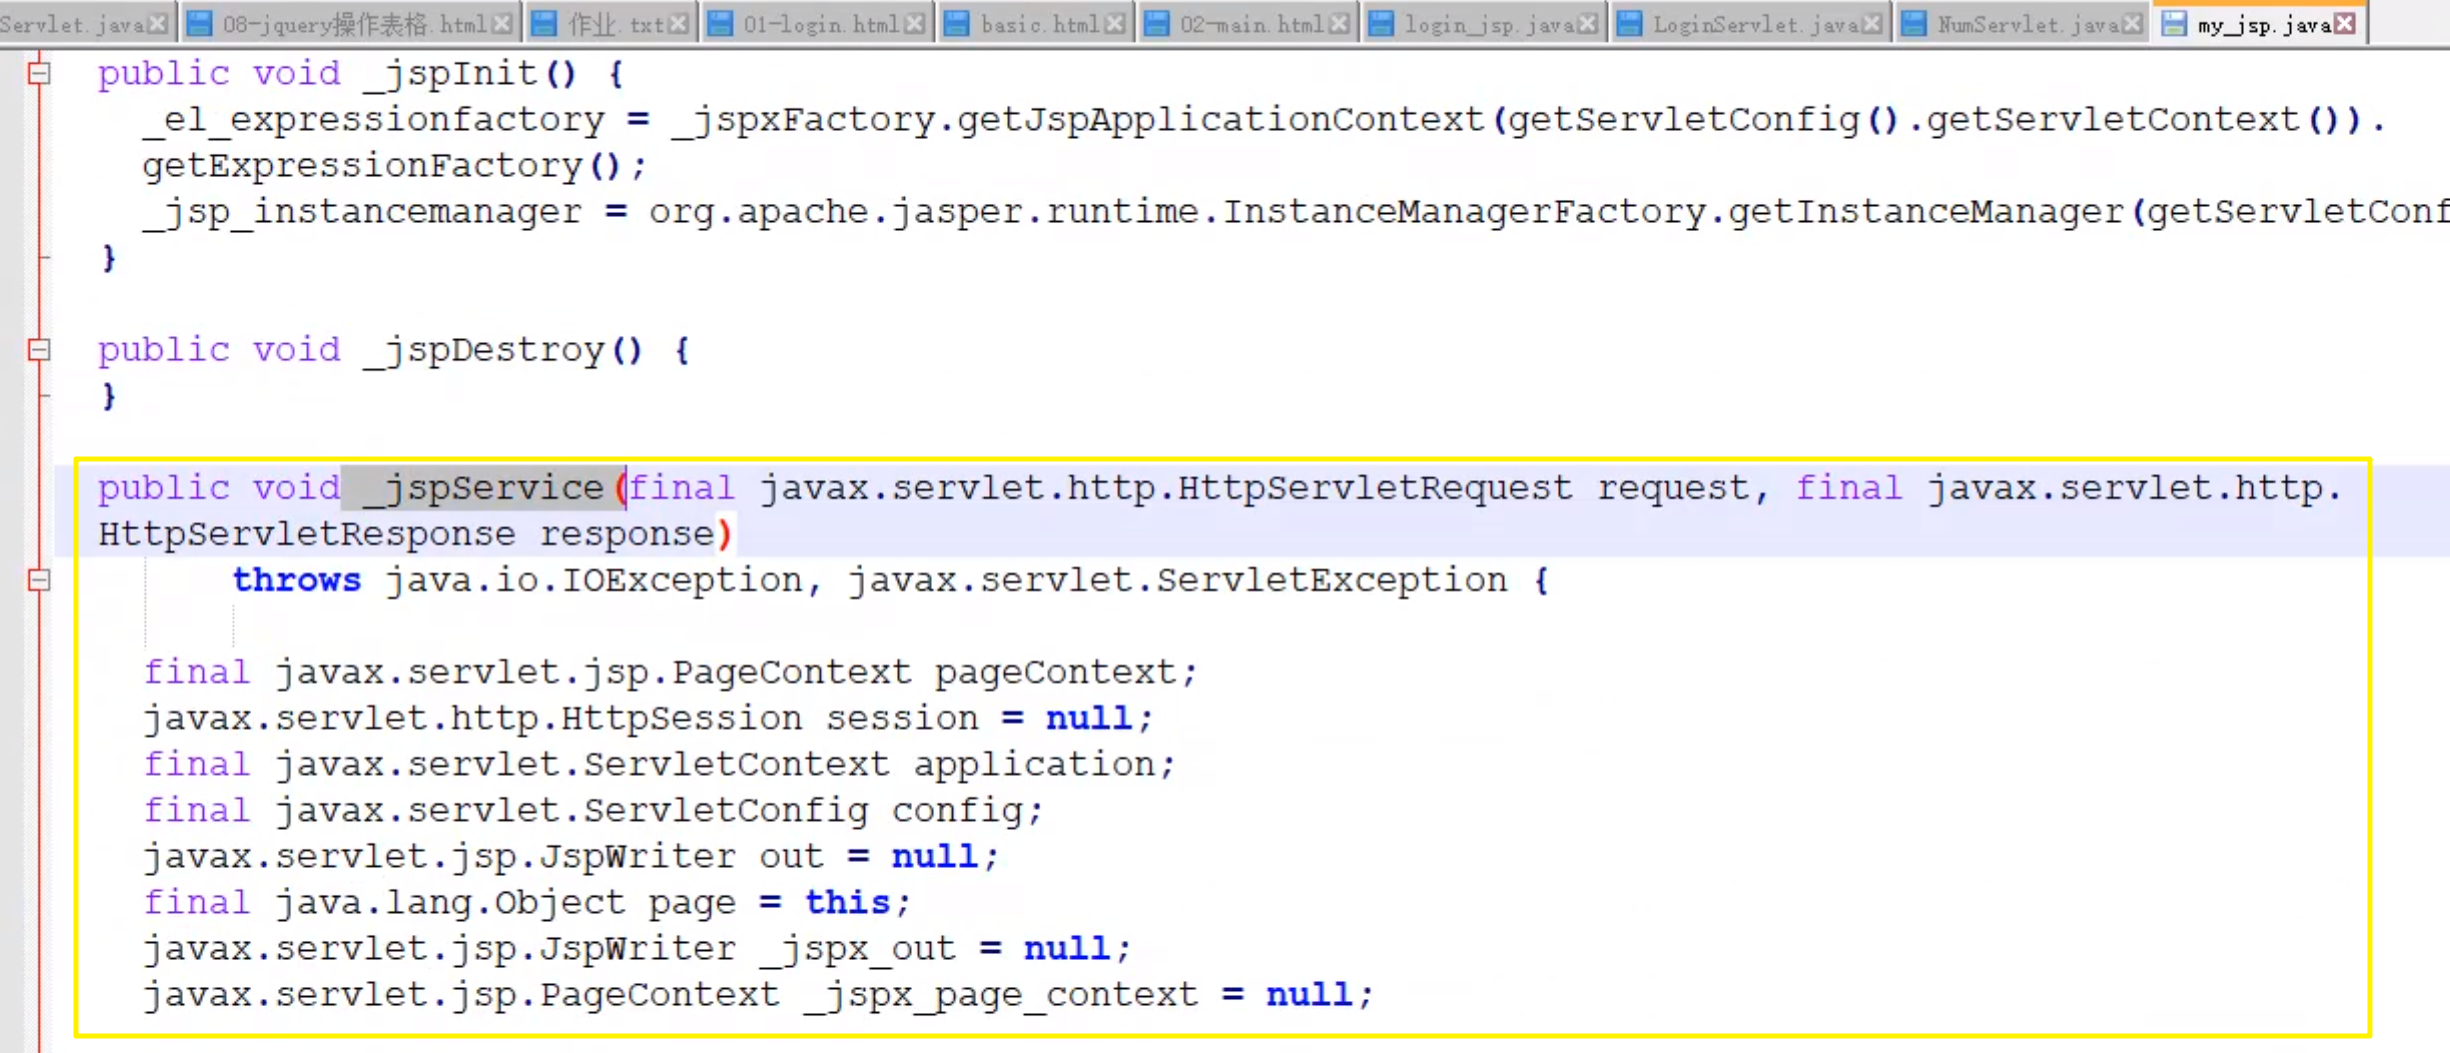 Servlet.java
08-jquery操作表格.html
作业.txt
01-login.html
basic.html
02-main.html
login_jsp.java
LoginServlet.java
NumServlet.java
my_jsp.java
public void _jspInit() {
_el_expressionfactory = _jspxFactory.getJspApplicationContext(getServletConfig().getServletContext()).
getExpressionFactory();
_jsp_instancemanager = org.apache.jasper.runtime.InstanceManagerFactory.getInstanceManager(getServletConf
}
public void _jspDestroy() {
}
public void _jspService(final javax.servlet.http.HttpServletRequest request, final javax.servlet.http.
HttpServletResponse response)
throws java.io.IOException, javax.servlet.ServletException {
final javax.servlet.jsp.PageContext pageContext;
javax.servlet.http.HttpSession session = null;
final javax.servlet.ServletContext application;
final javax.servlet.ServletConfig config;
javax.servlet.jsp.JspWriter out = null;
final java.lang.Object page = this;
javax.servlet.jsp.JspWriter _jspx_out = null;
javax.servlet.jsp.PageContext _jspx_page_context = null;